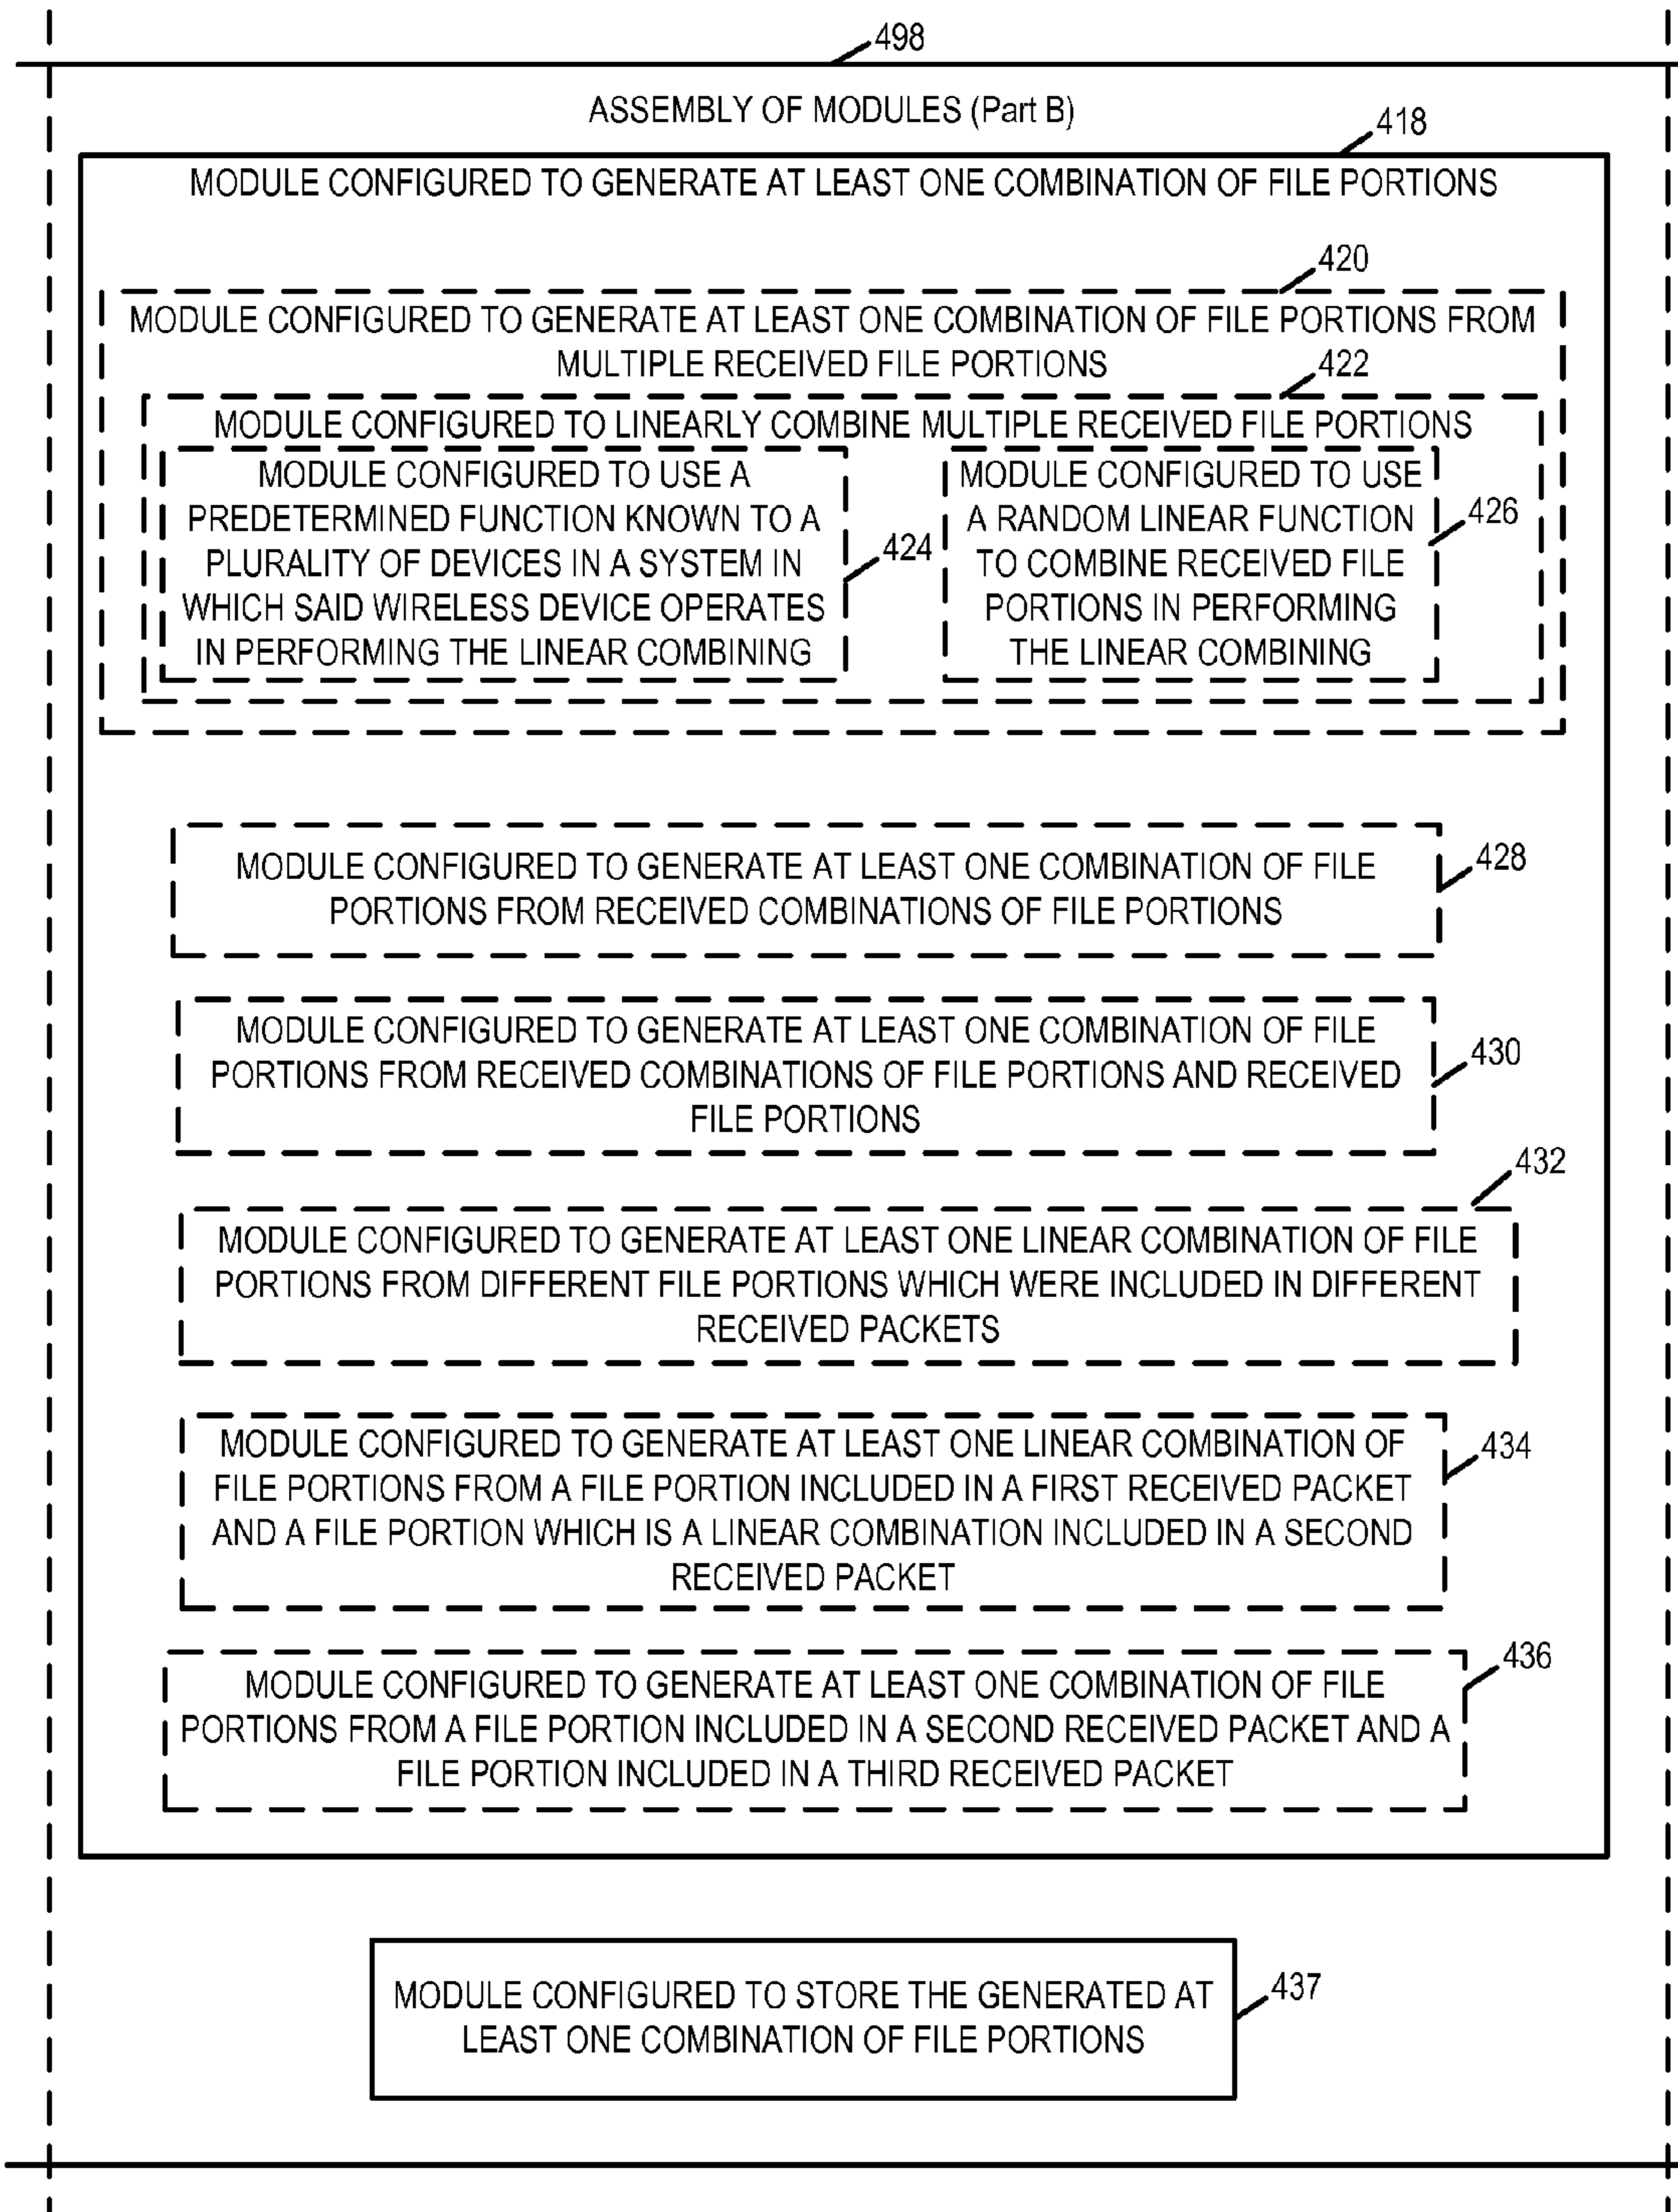 498
ASSEMBLY OF MODULES (Part B)
418
MODULE CONFIGURED TO GENERATE AT LEAST ONE COMBINATION OF FILE PORTIONS
420
MODULE CONFIGURED TO GENERATE AT LEAST ONE COMBINATION OF FILE PORTIONS FROM
MULTIPLE RECEIVED FILE PORTIONS
422
MODULE CONFIGURED TO LINEARLY COMBINE MULTIPLE RECEIVED FILE PORTIONS
MODULE CONFIGURED TO USE A
PREDETERMINED FUNCTION KNOWN TO A
PLURALITY OF DEVICES IN A SYSTEM IN
WHICH SAID WIRELESS DEVICE OPERATES
IN PERFORMING THE LINEAR COMBINING
424
MODULE CONFIGURED TO USE
A RANDOM LINEAR FUNCTION
TO COMBINE RECEIVED FILE
PORTIONS IN PERFORMING
THE LINEAR COMBINING
426
MODULE CONFIGURED TO GENERATE AT LEAST ONE COMBINATION OF FILE
PORTIONS FROM RECEIVED COMBINATIONS OF FILE PORTIONS
428
MODULE CONFIGURED TO GENERATE AT LEAST ONE COMBINATION OF FILE
PORTIONS FROM RECEIVED COMBINATIONS OF FILE PORTIONS AND RECEIVED
FILE PORTIONS
430
432
MODULE CONFIGURED TO GENERATE AT LEAST ONE LINEAR COMBINATION OF FILE
PORTIONS FROM DIFFERENT FILE PORTIONS WHICH WERE INCLUDED IN DIFFERENT
RECEIVED PACKETS
MODULE CONFIGURED TO GENERATE AT LEAST ONE LINEAR COMBINATION OF
FILE PORTIONS FROM A FILE PORTION INCLUDED IN A FIRST RECEIVED PACKET
AND A FILE PORTION WHICH IS A LINEAR COMBINATION INCLUDED IN A SECOND
RECEIVED PACKET
434
MODULE CONFIGURED TO GENERATE AT LEAST ONE COMBINATION OF FILE
PORTIONS FROM A FILE PORTION INCLUDED IN A SECOND RECEIVED PACKET AND A
FILE PORTION INCLUDED IN A THIRD RECEIVED PACKET
436
MODULE CONFIGURED TO STORE THE GENERATED AT
LEAST ONE COMBINATION OF FILE PORTIONS
437